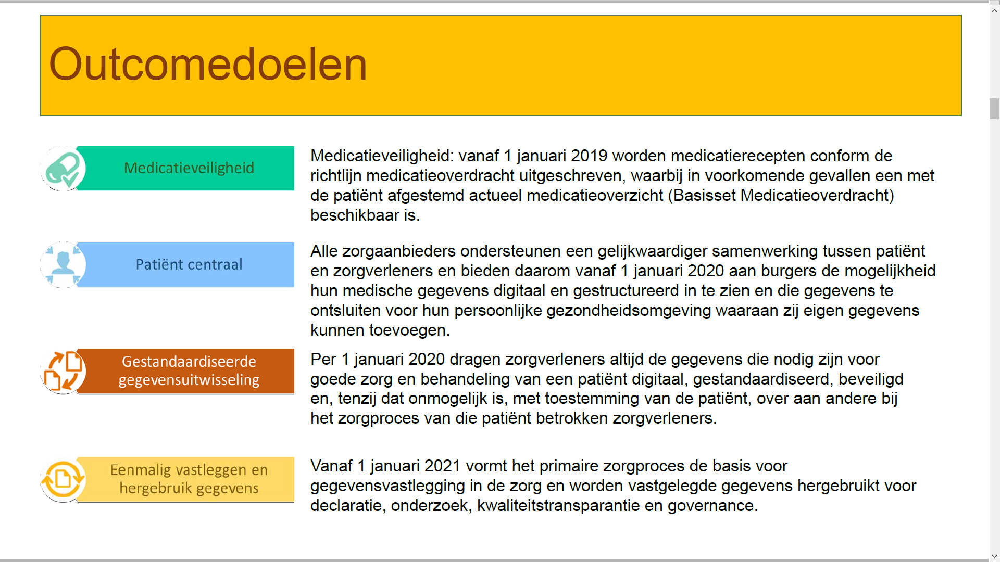 Outcomedoelen
Medicatieveiligheid
Medicatieveiligheid: vanaf 1 januari 2019 worden medicatierecepten conform de
richtlijn medicatieoverdracht uitgeschreven, waarbij in voorkomende gevallen een met
de patiënt afgestemd actueel medicatieoverzicht (Basisset Medicatieoverdracht)
beschikbaar is.
Patiënt centraal
Alle zorgaanbieders ondersteunen een gelijkwaardiger samenwerking tussen patiënt
en zorgverleners en bieden daarom vanaf 1 januari 2020 aan burgers de mogelijkheid
hun medische gegevens digitaal en gestructureerd in te zien en die gegevens te
ontsluiten voor hun persoonlijke gezondheidsomgeving waaraan zij eigen gegevens
kunnen toevoegen.
Gestandaardiseerde
gegevensuitwisseling
Per 1 januari 2020 dragen zorgverleners altijd de gegevens die nodig zijn voor
goede zorg en behandeling van een patiënt digitaal, gestandaardiseerd, beveiligd
en, tenzij dat onmogelijk is, met toestemming van de patiënt, over aan andere bij
het zorgproces van die patiënt betrokken zorgverleners.
Eenmalig vastleggen en
hergebruik gegevens
Vanaf 1 januari 2021 vormt het primaire zorgproces de basis voor
gegevensvastlegging in de zorg en worden vastgelegde gegevens hergebruikt voor
declaratie, onderzoek, kwaliteitstransparantie en governance.